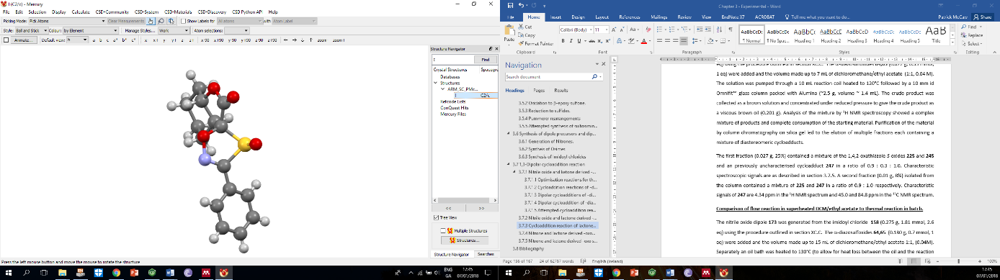 I (C2/c) - Mercury
File Edit Selection Display Calculate CSD-Community CSD-System CSD-Materials CSD-Discovery CSD Python API Help
Picking Mode: Pick Atoms Clear Measurements Show Labels for All atoms with Atom Label
Style: Ball and Stick Colour: by Element Manage Styles... Work Atom selections:
Animate... Default view: b a b c a* b* c* x- x+ y- y+ z- z+ x-90 x+90 y-90 y+90 z-90 z+90 zoom- zoom+
Structure Navigator
I Find
Crystal Structures Spacegro
Databases
Structures
ARM_SC_PMc...
I C2/c
Refcode Lists
ConQuest Hits
Mercury Files
<< >>
Tree View
Multiple Structures
Structures...
Structure Navigator Searches
Press the left mouse button and move the mouse to rotate the structure
ENG
GA
17:45
07/01/2018
Chapter 3 - Experimental - Word
Patrick McCaw Share
File Home Insert Design Layout References Mailings Review View EndNote X7 ACROBAT Tell me what you want to do...
Paste
Cut
Copy
Format Painter
Clipboard
Calibri (Body) 11
Font
Paragraph
¶ Normal ¶ No Spac... Heading 1 Heading 2 Heading 3 Heading 4 Heading 5 Title
Styles
Find
Replace
Select
Editing
Navigation
Search document
Headings Pages Results
3.5.2 Oxidation to β-epoxy sulfone.
3.5.3 Reduction to sulfides.
3.5.4 Pummerer rearrangements
3.5.5 Attempted synthesis of sulfoximin...
3.6 Synthesis of dipole precursors and dip...
3.6.1 Generation of Nitrones.
3.6.2 Synthesis of Oximes
3.6.3 Synthesis of imidoyl chlorides
3.7 1,3-Dipolar cycloaddition reaction
3.7.1 Nitrile oxide and ketone derived -...
3.7.1.1 Optimisation reactions for th...
3.7.1.2 Cycloaddition reactions of -di...
3.7.1.3 Dipolar cycloadditions of -dia...
3.7.1.4 Dipolar cycloaddition of -dia...
3.7.1.5 Attempted cycloaddition rea...
3.7.2 Nitrile oxide and lactone derived -...
3.7.3 Cycloaddition reaction of lactone...
3.7.4 Nitrone and lactone derived -oxo...
3.7.5 Nitrone and ketone derived -oxo s...
3.8 Bibliography
1 eq) were added and the volume made up to 7 mL of dichloromethane/ethyl acetate (1:1, 0.04 M).
The solution was pumped through a 10 mL reaction coil heated to 120°C followed by a 10 mm id
Omnifit™ glass column packed with Alumina (~2.5 g, volume ~ 1.4 mL). The crude product was
collected as a brown solution and concentrated under reduced pressure to give the crude product as
a viscous brown oil (0.201 g). Analysis of the mixture by ¹H NMR spectroscopy showed a complex
mixture of products and complete consumption of the starting material. Purification of the material
by column chromatography on silica gel led to the elution of multiple fractions each containing a
mixture of diastereomeric cycloadducts.
The first fraction (0.027 g, 25%) contained a mixture of the 1,4,2-oxathiazole S-oxides 225 and 245
and an previously uncharacterised cycloadduct 247 in a ratio of 0.9 : 0.3 : 1.0. Characteristic
spectroscopic signals are as described in section 3.7.5. A second fraction (0.01 g, 8%) isolated from
the column contained a mixture of 225 and 247 in a ratio of 0.9 : 1.0 respectively. Characteristic
signals of 247 are 4.34 ppm in the ¹H NMR spectrum and 45.0 and 84.8 ppm in the ¹³C NMR spectrum.
Comparison of flow reaction in superheated DCM/ethyl acetate to thermal reaction in batch.
The nitrile oxide dipole 173 was generated from the imidoyl chloride 158 (0.275 g, 1.81 mmol, 2.6
eq) using the procedure outlined in section XC.C. The α-diazosulfoxides 64,65 (0.180 g, 0.7 mmol, 1
eq) were added and the volume made up to 15 mL of dichloromethane/ethyl acetate 1:1, (0.04M).
Separately an oil bath was heated to 130°C (to allow for heat loss between the oil and the reaction
Page 156 of 167 24 of 62787 words English (Ireland) 100%
17:45
07/01/2018